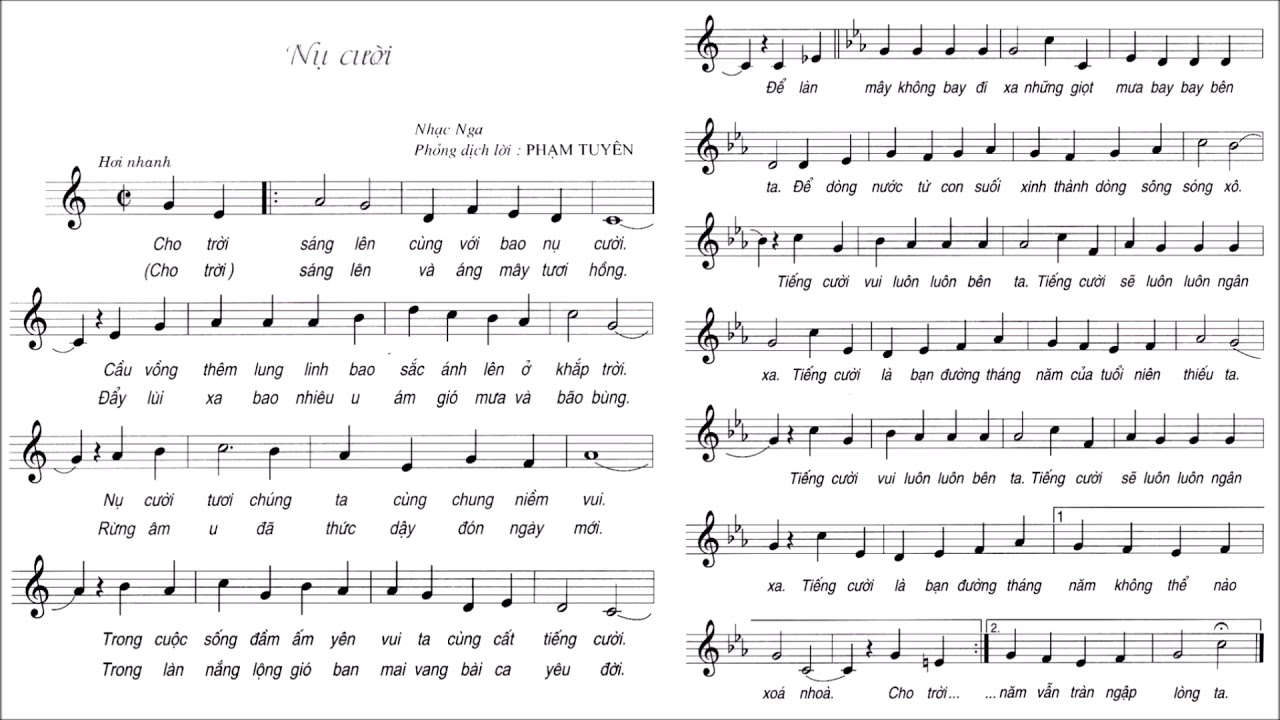 Nụ cười
Nhạc Nga
Phỏng dịch lời : PHẠM TUYÊN
Hơi nhanh
Cho trời sáng lên cùng với bao nụ cười.
(Cho trời) sáng lên và áng mây tươi hồng.
Cầu vồng thêm lung linh bao sắc ánh lên ở khắp trời.
Đẩy lùi xa bao nhiêu u ám gió mưa và bão bùng.
Nụ cười tươi chúng ta cùng chung niềm vui.
Rừng âm u đã thức dậy đón ngày mới.
Trong cuộc sống đầm ấm yên vui ta cùng cất tiếng cười.
Trong làn nắng lộng gió ban mai vang bài ca yêu đời.
Để làn mây không bay đi xa những giọt mưa bay bay bên
ta. Để dòng nước từ con suối xinh thành dòng sông sóng xô.
Tiếng cười vui luôn luôn bên ta. Tiếng cười sẽ luôn luôn ngân
xa. Tiếng cười là bạn đường tháng năm của tuổi niên thiếu ta.
Tiếng cười vui luôn luôn bên ta. Tiếng cười sẽ luôn luôn ngân
1
xa. Tiếng cười là bạn đường tháng năm không thể nào
2.
xoá nhoà. Cho trời... ...năm vẫn tràn ngập lòng ta.